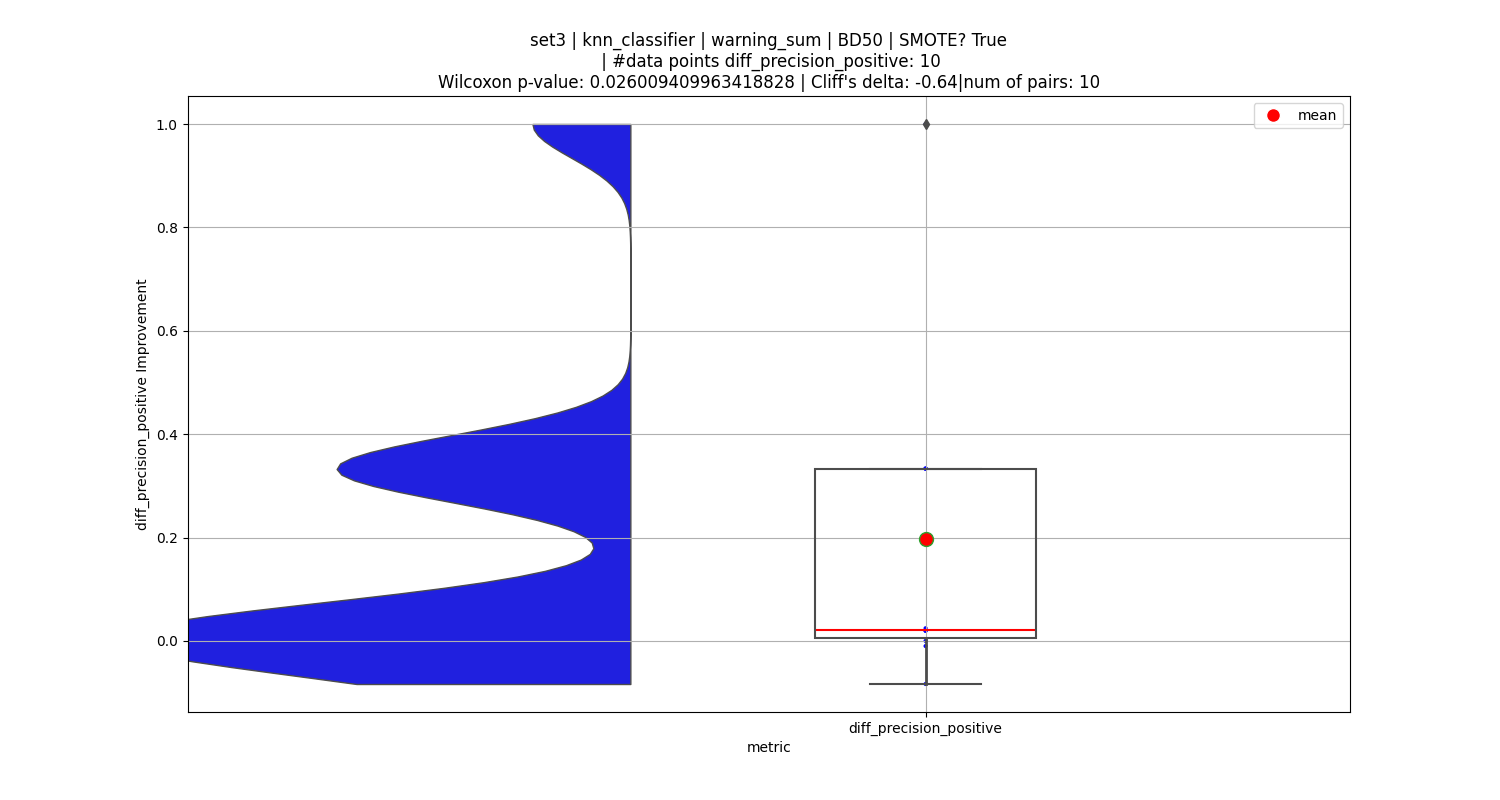 set3 | knn_classifier | warning_sum | BD50 | SMOTE? True
| #data points diff_precision_positive: 10
Wilcoxon p-value: 0.026009409963418828 | Cliff's delta: -0.64|num of pairs: 10
mean
1.0
0.8
0.6
0.4
0.2
0.0
diff_precision_positive Improvement
diff_precision_positive
metric